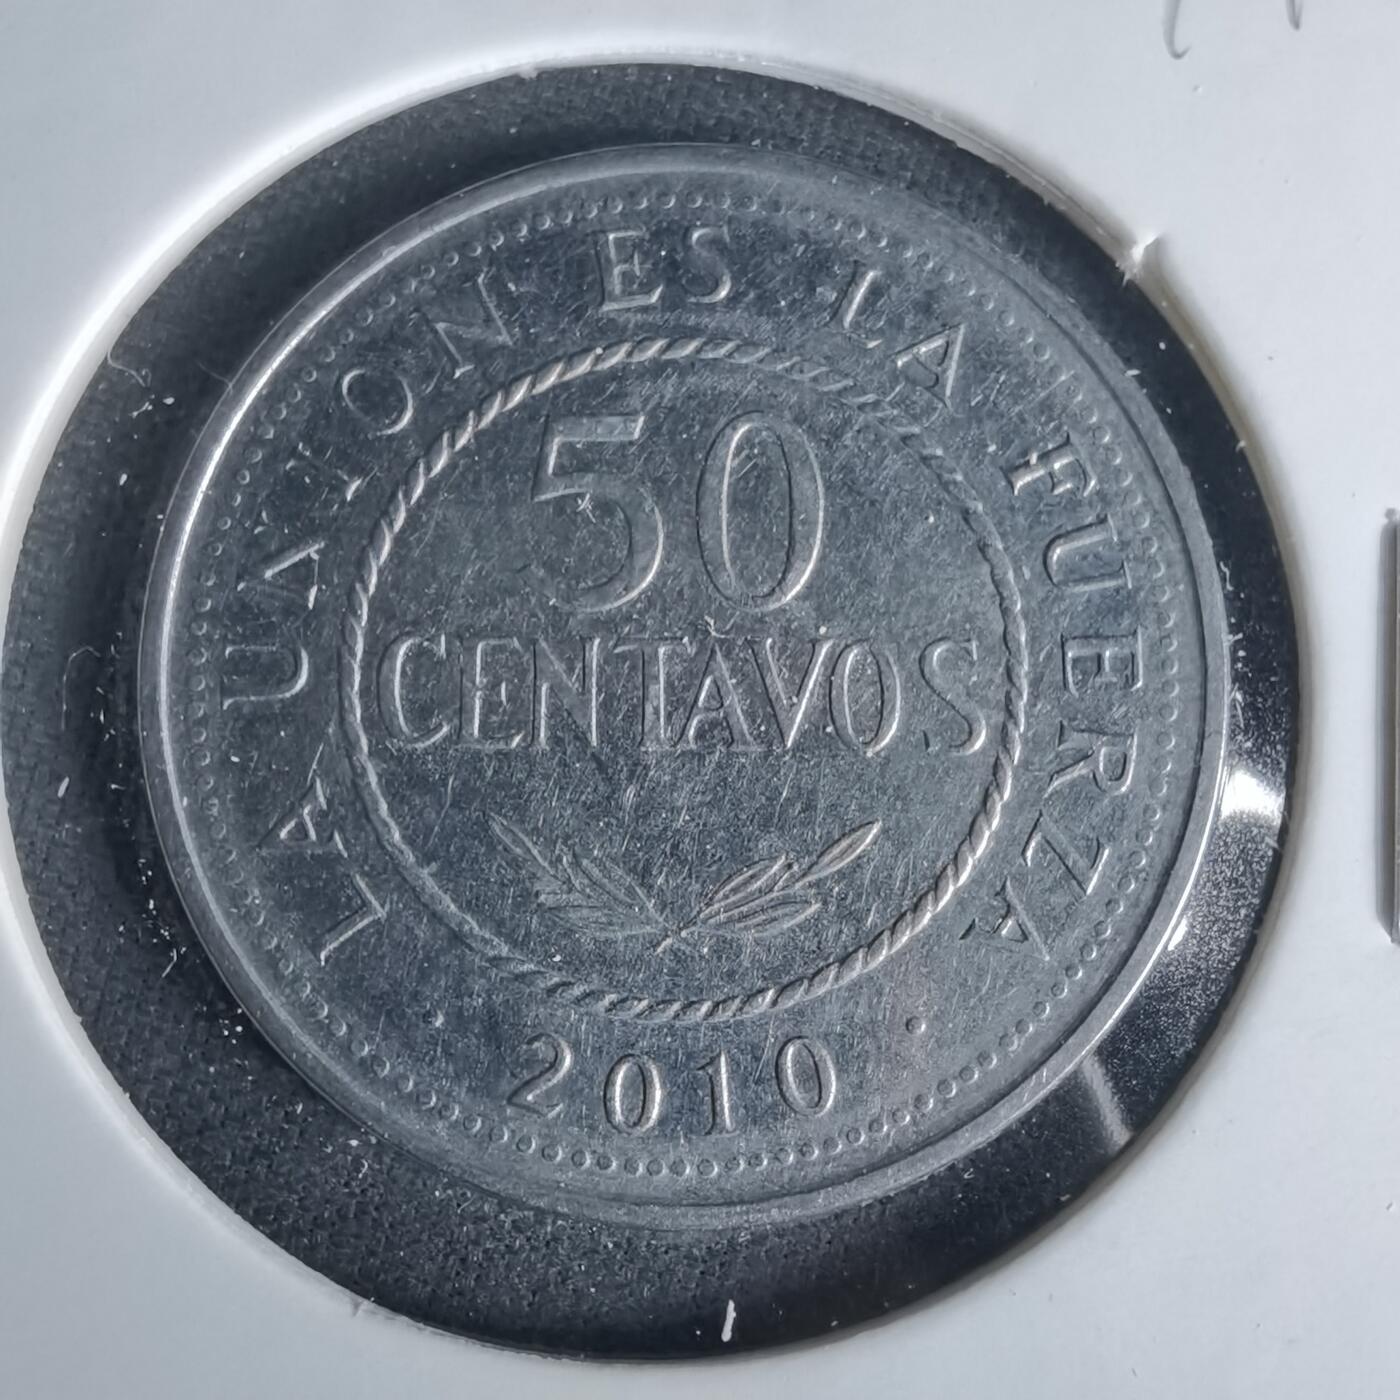 LA UNION ES LA FUERZA
50
CENTAVOS
2010